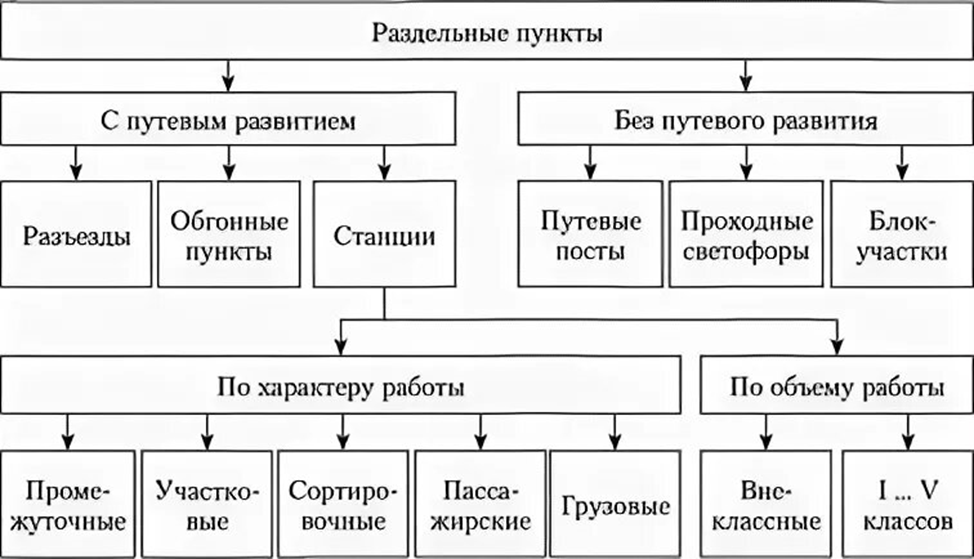 Раздельные пункты
С путевым развитием
Без путевого развития
Разъезды
Обгонные
пункты
Станции
Путевые
посты
Проходные
светофоры
Блок-
участки
По характеру работы
По объему работы
Проме-
жуточные
Участко-
вые
Сортиро-
вочные
Пасса-
жирские
Грузовые
Вне-
классные
I ... V
классов